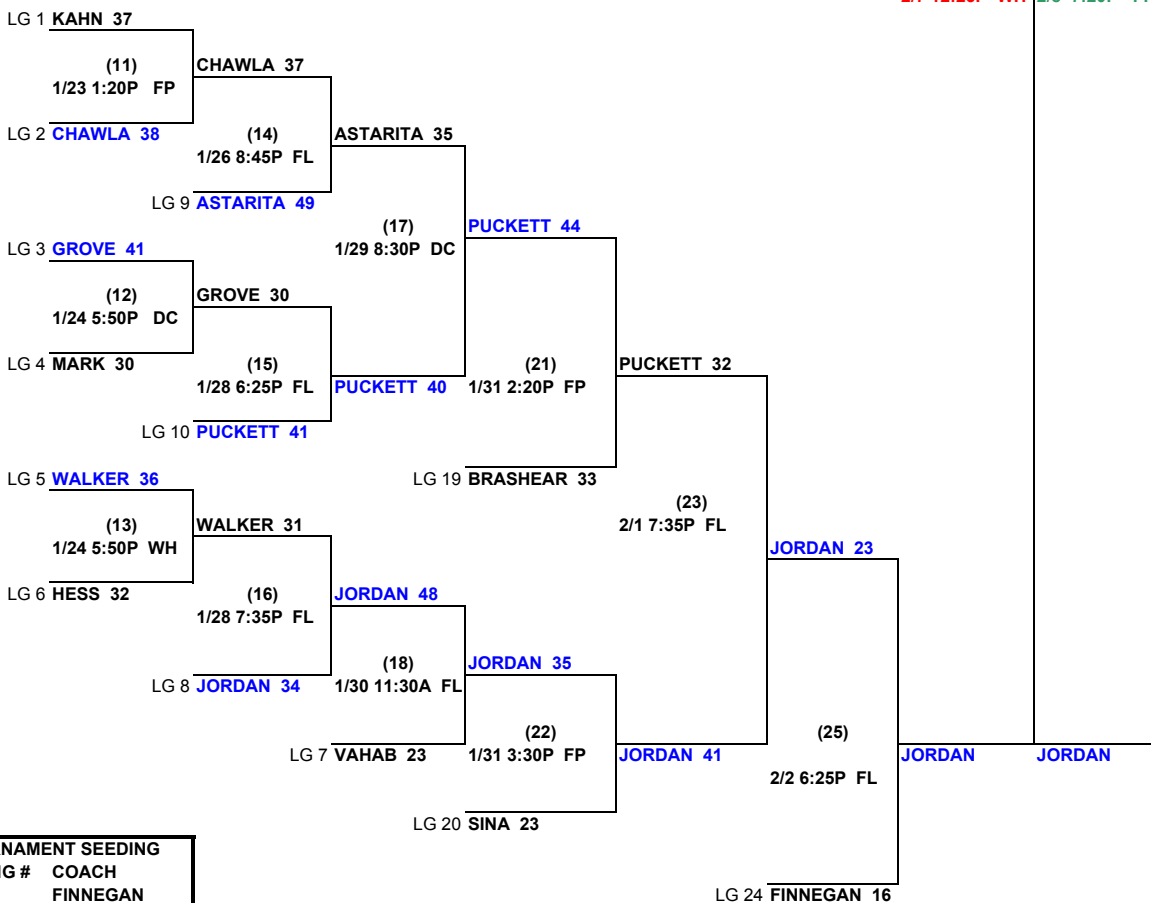 LG 1 KAHN 37
(11)
1/23 1:20P FP
CHAWLA 37
LG 2 CHAWLA 38
(14)
1/26 8:45P FL
ASTARITA 35
LG 9 ASTARITA 49
(17)
1/29 8:30P DC
PUCKETT 44
LG 3 GROVE 41
(12)
1/24 5:50P DC
GROVE 30
LG 4 MARK 30
(15)
1/28 6:25P FL
PUCKETT 40
(21)
1/31 2:20P FP
PUCKETT 32
LG 10 PUCKETT 41
LG 5 WALKER 36
LG 19 BRASHEAR 33
(23)
2/1 7:35P FL
(13)
1/24 5:50P WH
WALKER 31
JORDAN 23
LG 6 HESS 32
(16)
1/28 7:35P FL
JORDAN 48
(18)
1/30 11:30A FL
JORDAN 35
LG 8 JORDAN 34
(22)
1/31 3:30P FP
(25)
2/2 6:25P FL
LG 7 VAHAB 23
JORDAN 41
JORDAN
JORDAN
LG 20 SINA 23
NAMENT SEEDING
G # COACH
FINNEGAN
LG 24 FINNEGAN 16